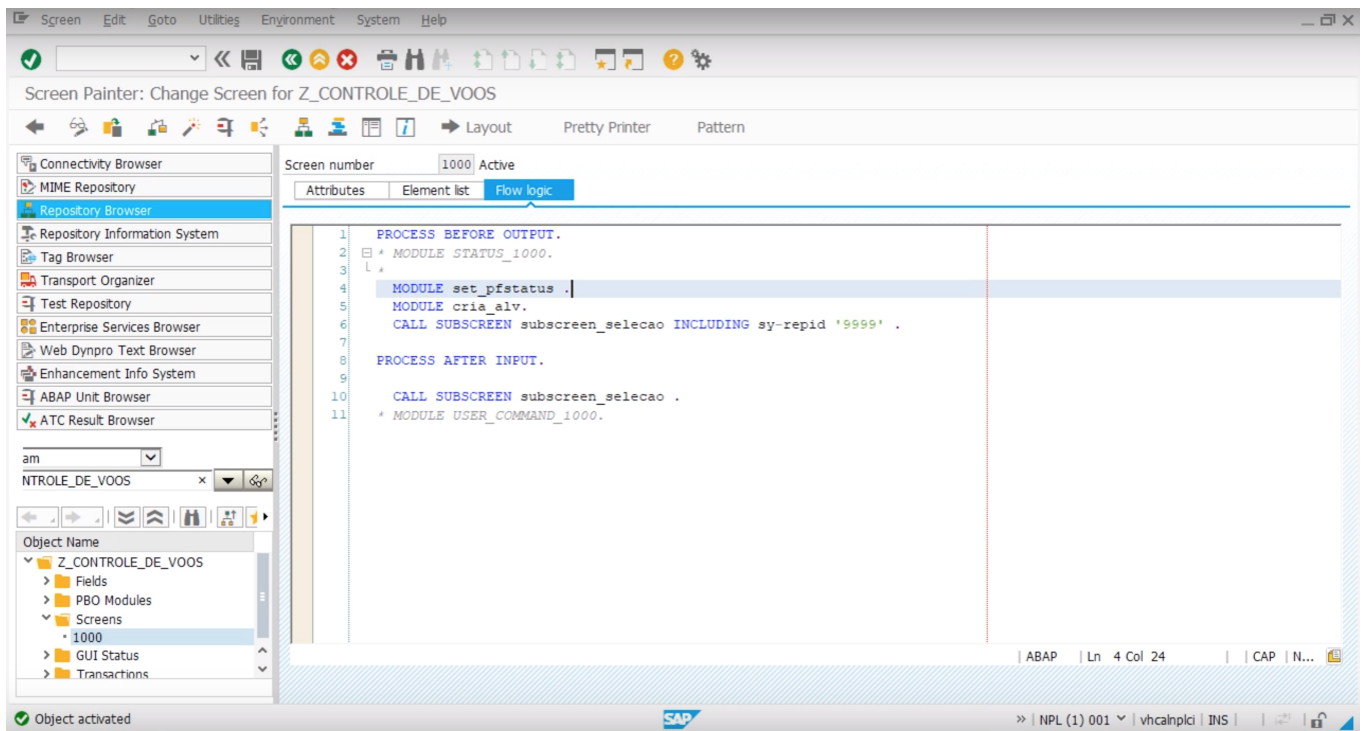 Screen Edit Goto Utilities Environment System Help
Screen Painter: Change Screen for Z_CONTROLE_DE_VOOS
Layout Pretty Printer Pattern
Connectivity Browser
MIME Repository
Repository Browser
Repository Information System
Tag Browser
Transport Organizer
Test Repository
Enterprise Services Browser
Web Dynpro Text Browser
Enhancement Info System
ABAP Unit Browser
ATC Result Browser
am
NTROLE_DE_VOOS
Object Name
Z_CONTROLE_DE_VOOS
Fields
PBO Modules
Screens
1000
GUI Status
Transactions
Screen number 1000 Active
Attributes Element list Flow logic
1 PROCESS BEFORE OUTPUT.
2 * MODULE STATUS_1000.
3 *
4 MODULE set_pfstatus .
5 MODULE cria_alv.
6 CALL SUBSCREEN subscreen_selecao INCLUDING sy-repid '9999' .
7
8 PROCESS AFTER INPUT.
9
10 CALL SUBSCREEN subscreen_selecao .
11 * MODULE USER_COMMAND_1000.
ABAP | Ln 4 Col 24 | | CAP | N...
Object activated
SAP
» | NPL (1) 001 | vhcalnplci | INS |